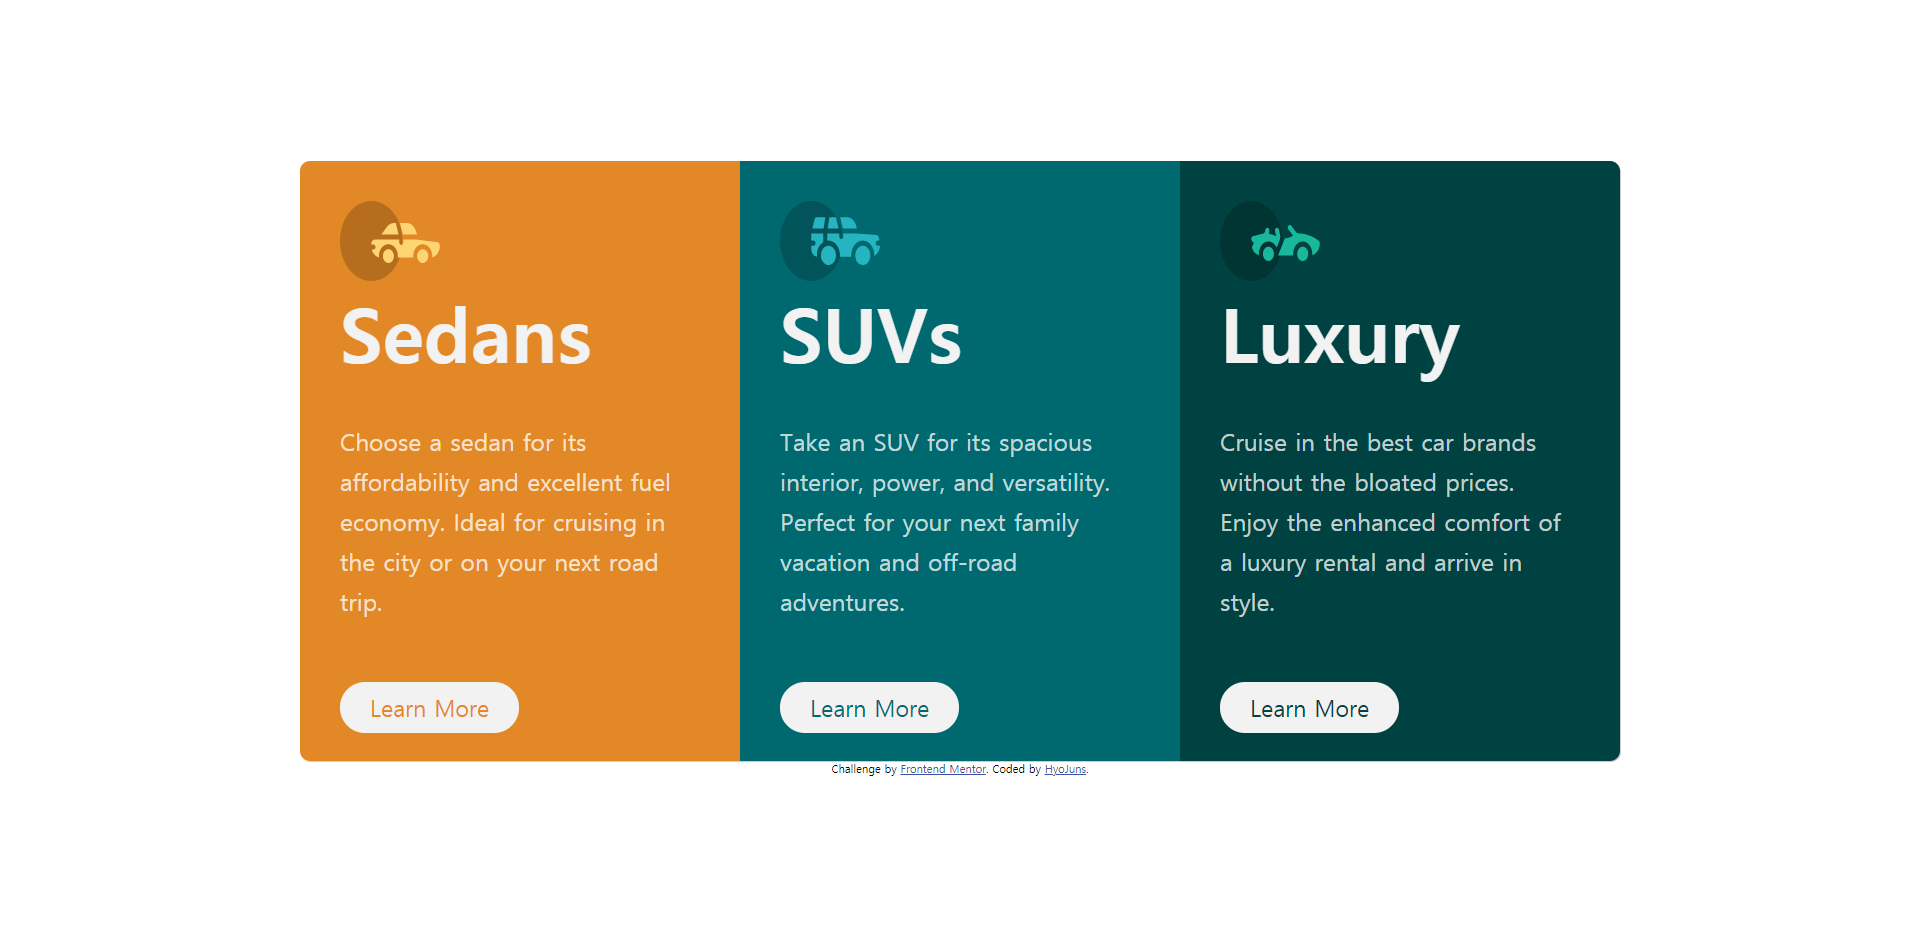 Sedans
Choose a sedan for its
affordability and excellent fuel
economy. Ideal for cruising in
the city or on your next road
trip.
Learn More
SUVs
Take an SUV for its spacious
interior, power, and versatility.
Perfect for your next family
vacation and off-road
adventures.
Learn More
Luxury
Cruise in the best car brands
without the bloated prices.
Enjoy the enhanced comfort of
a luxury rental and arrive in
style.
Learn More
Challenge by Frontend Mentor. Coded by HyoJuns.